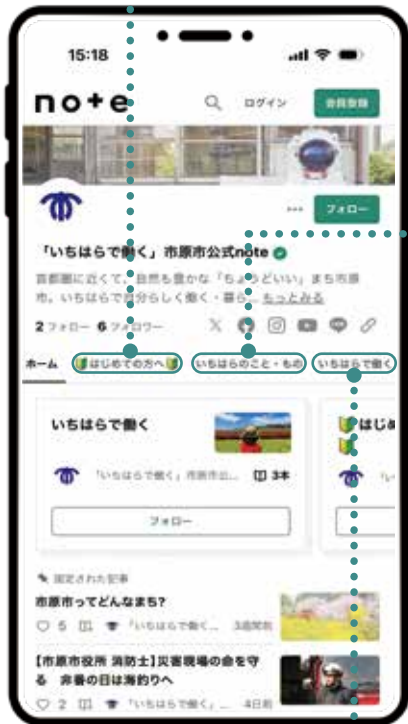 15:18
note
ログイン
会員登録
フォロー
「いちはらで働く」市原市公式note
首都圏に近くて、自然も豊かな「ちょうどいい」まち市原
市。いちはらで自分らしく働く・暮ら… もっとみる
2 フォロー 6 フォロワー
ホーム
🔰はじめての方へ🔰
いちはらのこと・もの
いちはらで働く
いちはらで働く
「いちはらで働く」市原市公...
3本
フォロー
🔰はじめ
🔰
固定された記事
市原市ってどんなまち?
5
「いちはらで働く...
3週間前
【市原市役所 消防士】災害現場の命を守
る 非番の日は海釣りへ
2
「いちはらで働く...
4日前